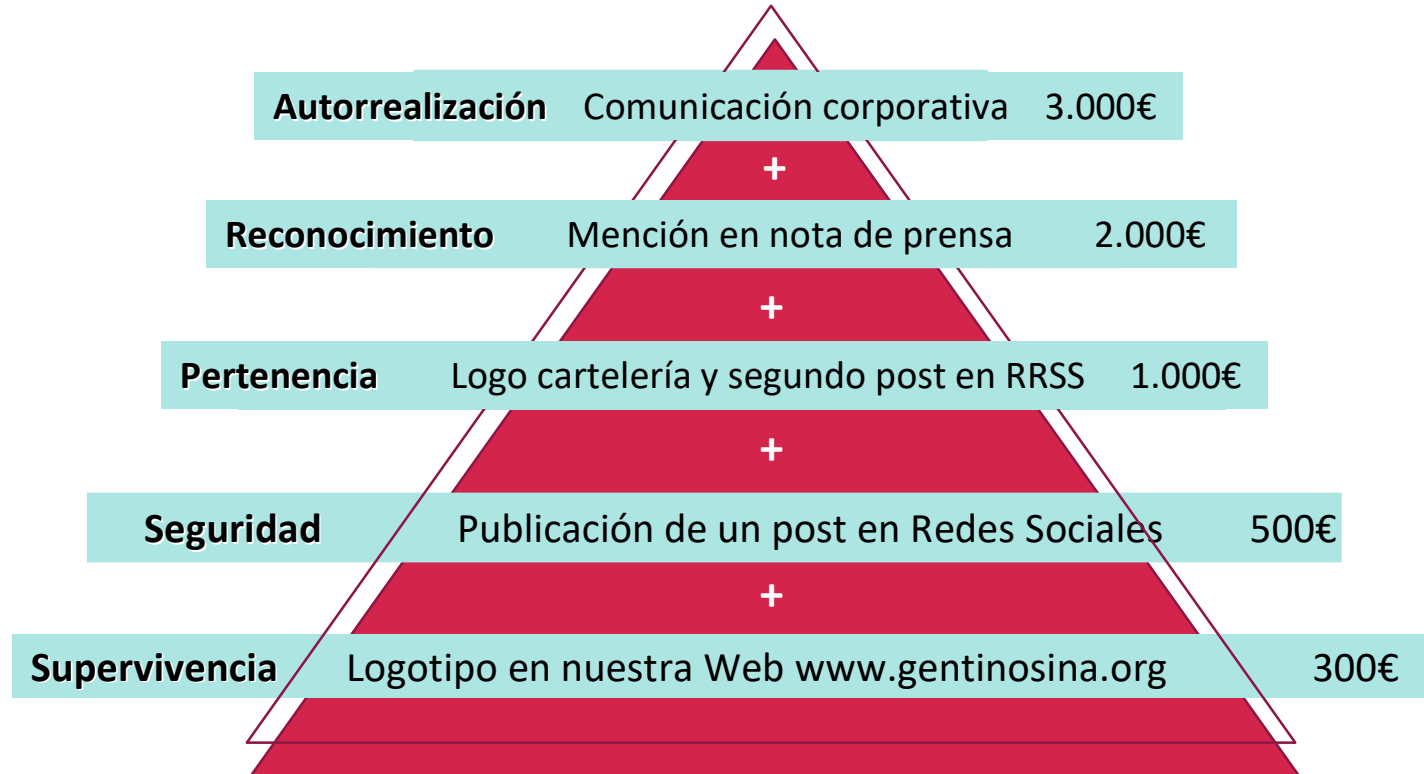 Autorrealización Comunicación corporativa 3.000€
+
Reconocimiento Mención en nota de prensa 2.000€
+
Pertenencia Logo cartelería y segundo post en RRSS 1.000€
+
Seguridad Publicación de un post en Redes Sociales 500€
+
Supervivencia Logotipo en nuestra Web www.gentinosina.org 300€